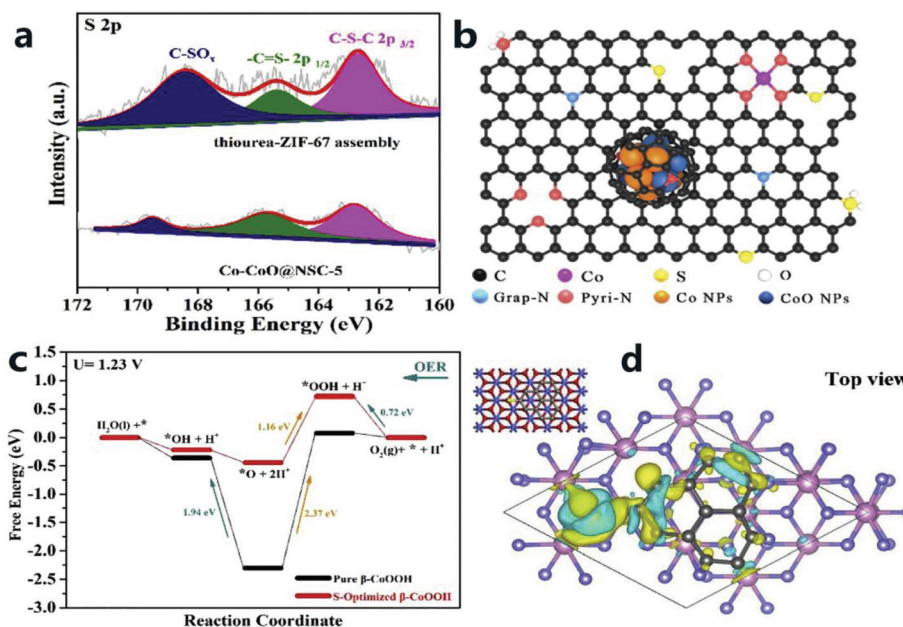 a
S 2p
C-SOx
-C=S- 2p 1/2
C-S-C 2p 3/2
thiourea-ZIF-67 assembly
Co-CoO@NSC-5
Intensity (a.u.)
172 170 168 166 164 162 160
Binding Energy (eV)
b
C Co S O
Grap-N Pyri-N Co NPs CoO NPs
c
U= 1.23 V
OER
1.5
1.0
0.5
0.0
-0.5
-1.0
-1.5
-2.0
-2.5
-3.0
Free Energy (eV)
H₂O(l) +*
*OH + H⁺
*O + 2H⁺
*OOH + H⁻
O₂(g)+ * + H⁺
1.16 eV
0.72 eV
1.94 eV
2.37 eV
Pure β-CoOOH
S-Optimized β-CoOOH
Reaction Coordinate
d
Top view